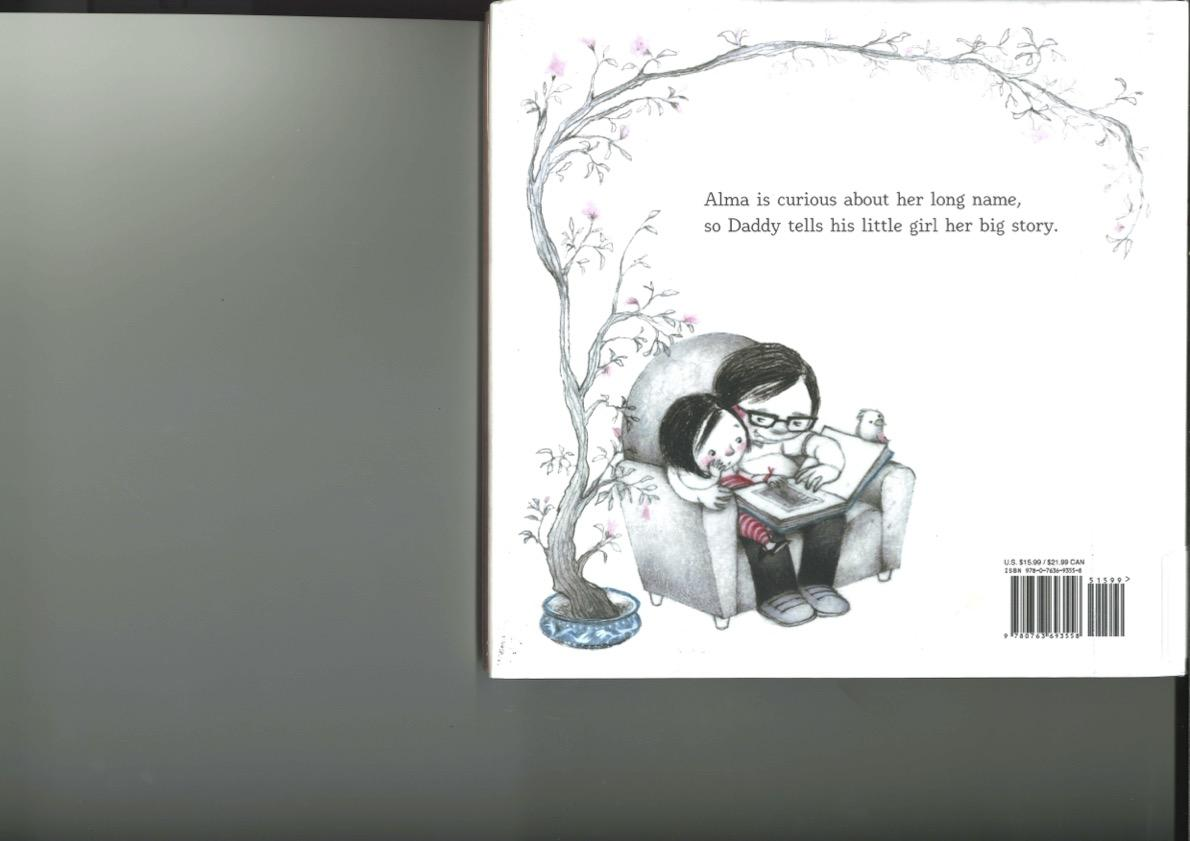 Alma is curious about her long name,
so Daddy tells his little girl her big story.
U.S. $15.99 / $21.99 CAN
ISBN 978-0-7636-9355-8
51599>
9 780763 693558